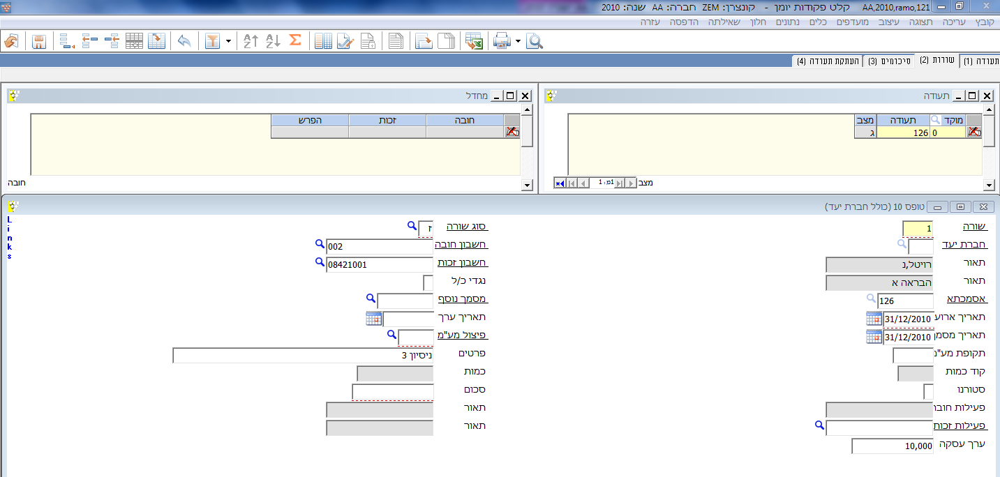 AA,2010,ramo,121 קלט פקודות יומן - קונצרן: ZEM חברה: AA שנה: 2010
קובץ עריכה תצוגה עיצוב מועדפים כלים נתונים חלון שאילתה הדפסה עזרה
תעודה (1) שורות (2) סיכומים (3) העתקת תעודה (4)
תעודה
מוקד תעודה מצב
0 126 ג
מצב 1מ:1
מחדל
חובה זכות הפרש
חובה
טופס 10 (כולל חברת יעד)
Links
שורה 1
חברת יעד
תאור רויטל,נ
תאור הבראה א
אסמכתא 126
תאריך ארוע 31/12/2010
תאריך מסמך 31/12/2010
תקופת מע"מ
קוד כמות
סטורנו
פעילות חובה
פעילות זכות
ערך עסקה 10,000
סוג שורה ז
חשבון חובה 002
חשבון זכות 08421001
נגדי כ/ל
מסמך נוסף
תאריך ערך
פיצול מע"מ
פרטים ניסיון 3
כמות
סכום
תאור
תאור